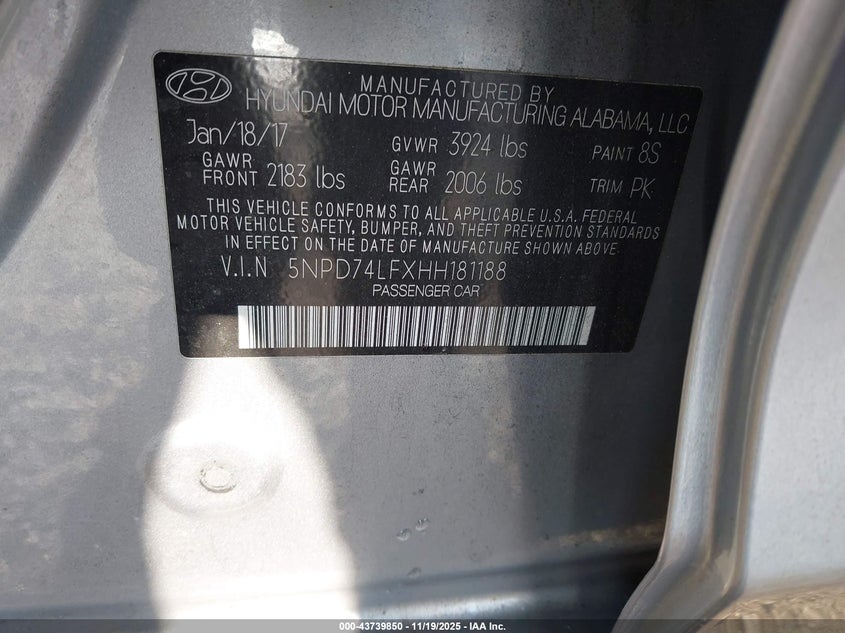 MANUFACTURED BY
HYUNDAI MOTOR MANUFACTURING ALABAMA, LLC
Jan/18/17 GVWR 3924 lbs PAINT 8S
GAWR FRONT 2183 lbs GAWR REAR 2006 lbs TRIM PK
THIS VEHICLE CONFORMS TO ALL APPLICABLE U.S.A. FEDERAL
MOTOR VEHICLE SAFETY, BUMPER, AND THEFT PREVENTION STANDARDS
IN EFFECT ON THE DATE OF MANUFACTURE SHOWN ABOVE.
V.I.N 5NPD74LFXHH181188
PASSENGER CAR
000-43739850 - 11/19/2025 - IAA Inc.